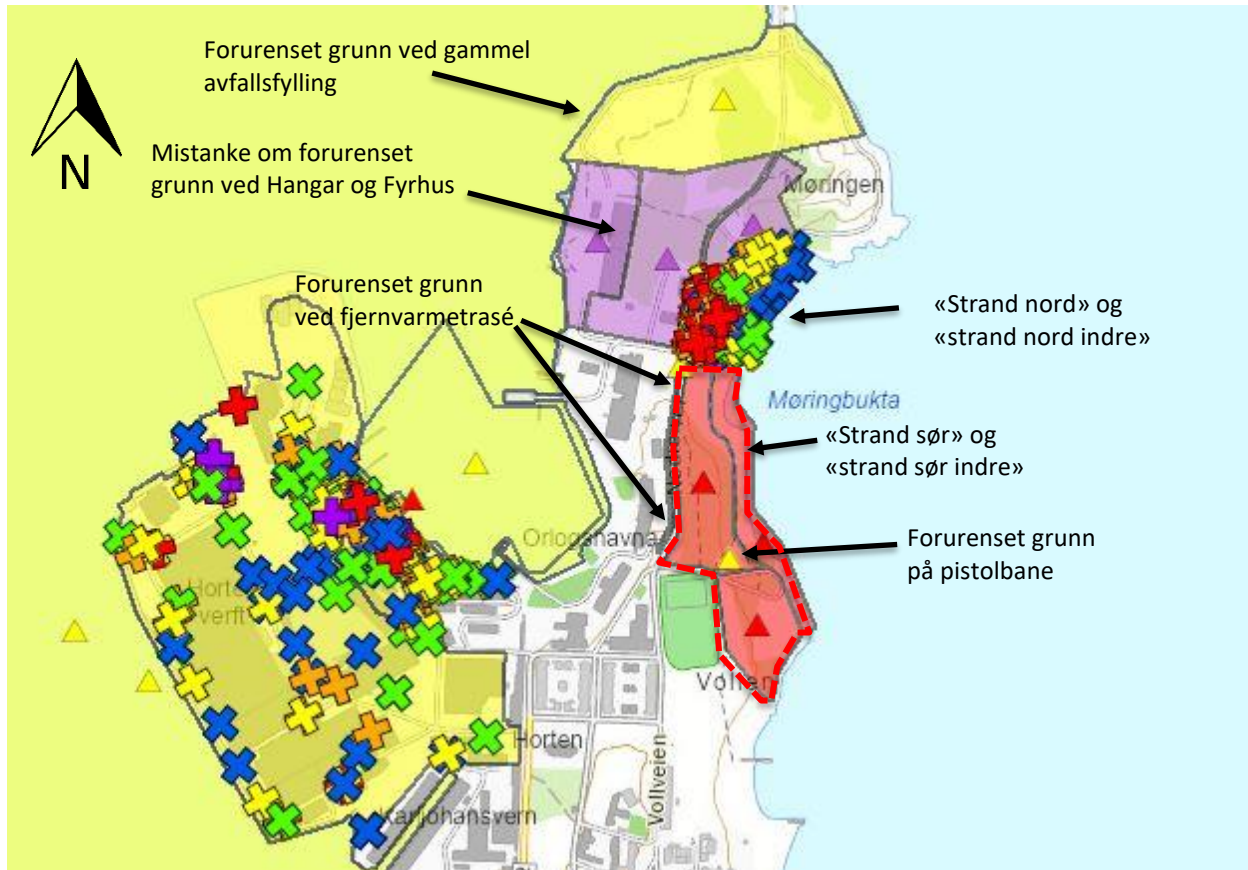 Forurenset grunn ved gammel
avfallsfylling
N
Mistanke om forurenset
grunn ved Hangar og Fyrhus
Møringen
Forurenset grunn
ved fjernvarmetrasé
«Strand nord» og
«strand nord indre»
Møringbukta
«Strand sør» og
«strand sør indre»
Forurenset grunn
på pistolbane
Horten
verft
Vollen
Horten
Vollveien
Karljohansvern